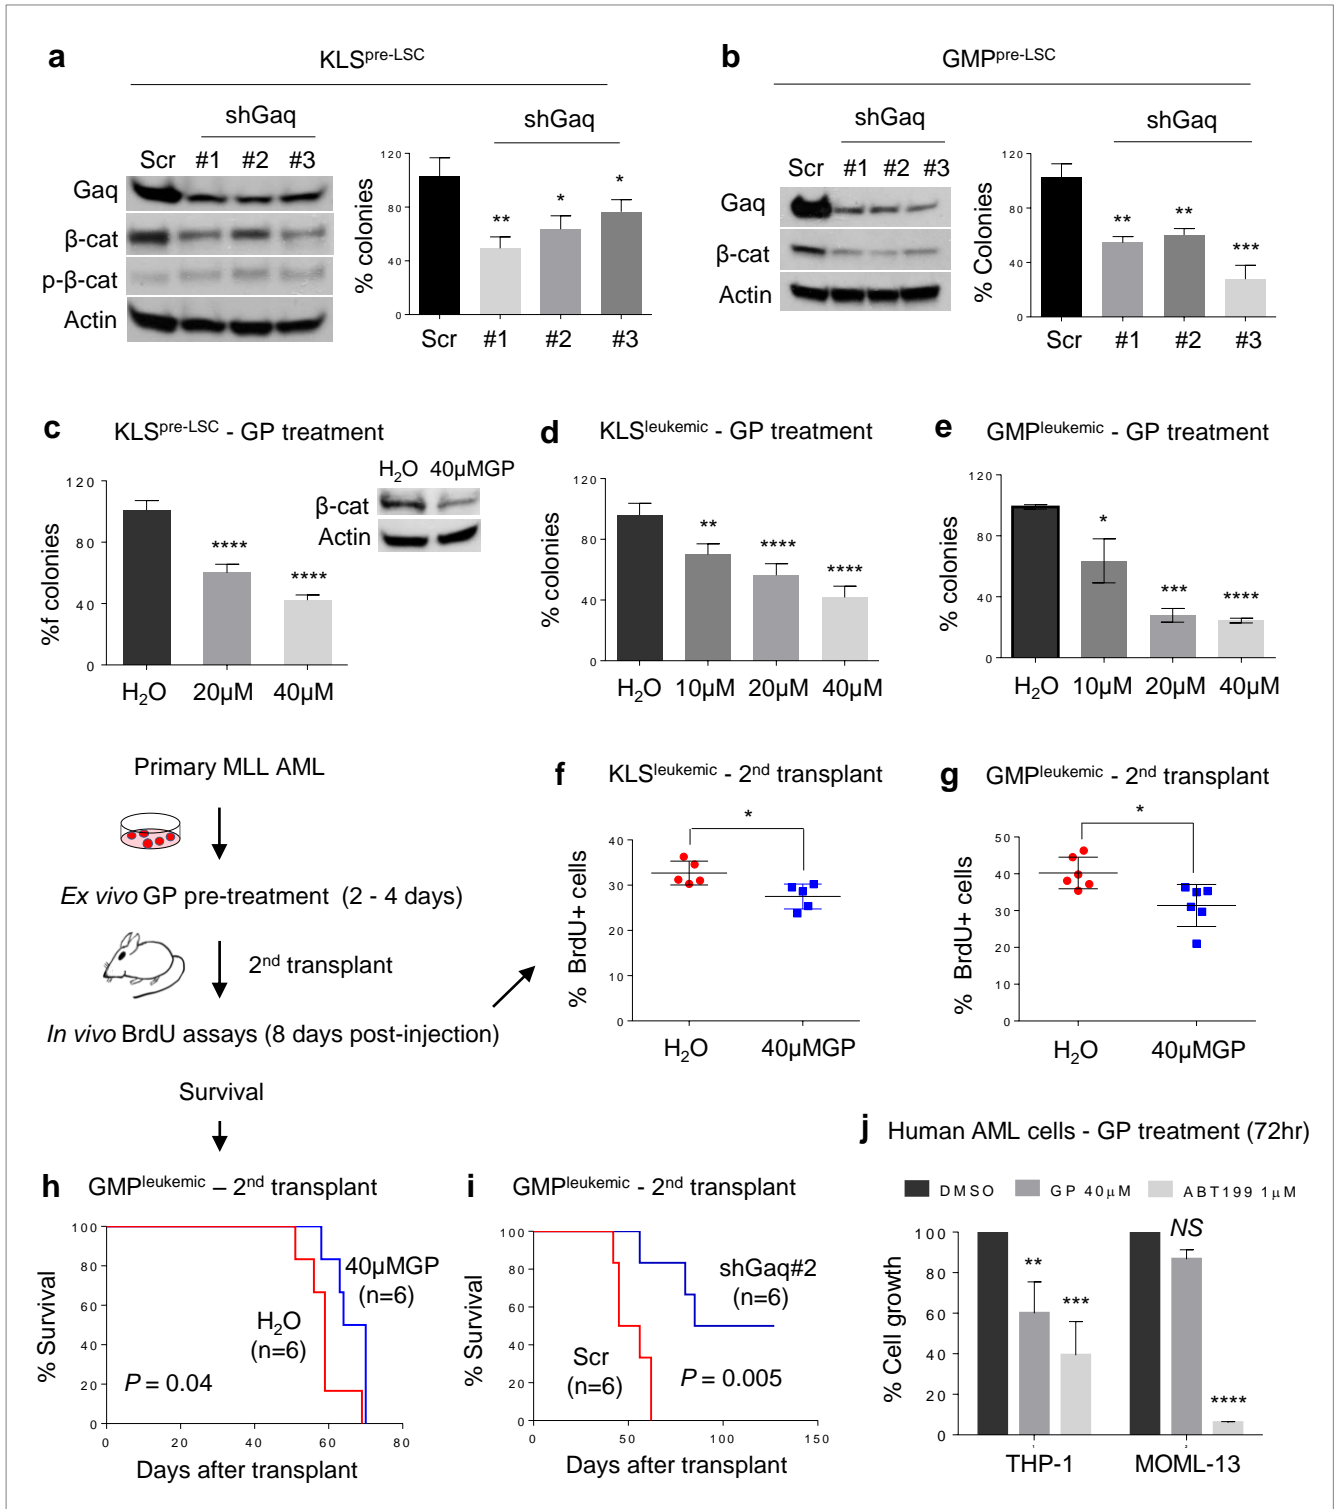 a
KLSpre-LSC
shGaq
Scr #1 #2 #3
Gaq
β-cat
p-β-cat
Actin
% colonies
120
80
40
0
**
*
*
Scr #1 #2 #3
b
GMPpre-LSC
shGaq
Scr #1 #2 #3
Gaq
β-cat
Actin
% Colonies
120
80
40
0
**
**
***
Scr #1 #2 #3
c
KLSpre-LSC - GP treatment
%f colonies
120
80
40
0
****
****
H2O 20μM 40μM
H2O 40μMGP
β-cat
Actin
d
KLSleukemic - GP treatment
% colonies
120
80
40
0
**
****
****
H2O 10μM 20μM 40μM
e
GMPleukemic - GP treatment
% colonies
120
80
40
0
*
***
****
H2O 10μM 20μM 40μM
Primary MLL AML
Ex vivo GP pre-treatment (2 - 4 days)
2nd transplant
In vivo BrdU assays (8 days post-injection)
Survival
f
KLSleukemic - 2nd transplant
% BrdU+ cells
40
30
20
10
0
*
H2O 40μMGP
g
GMPleukemic - 2nd transplant
% BrdU+ cells
50
40
30
20
10
0
*
H2O 40μMGP
h
GMPleukemic – 2nd transplant
% Survival
100
80
60
40
20
0
40μMGP
(n=6)
H2O
(n=6)
P = 0.04
0 20 40 60 80
Days after transplant
i
GMPleukemic - 2nd transplant
% Survival
100
80
60
40
20
0
shGaq#2
(n=6)
Scr
(n=6)
P = 0.005
0 50 100 150
Days after transplant
j
Human AML cells - GP treatment (72hr)
DMSO GP 40μM ABT199 1μM
% Cell growth
100
80
60
40
20
0
**
***
NS
****
THP-1 MOML-13